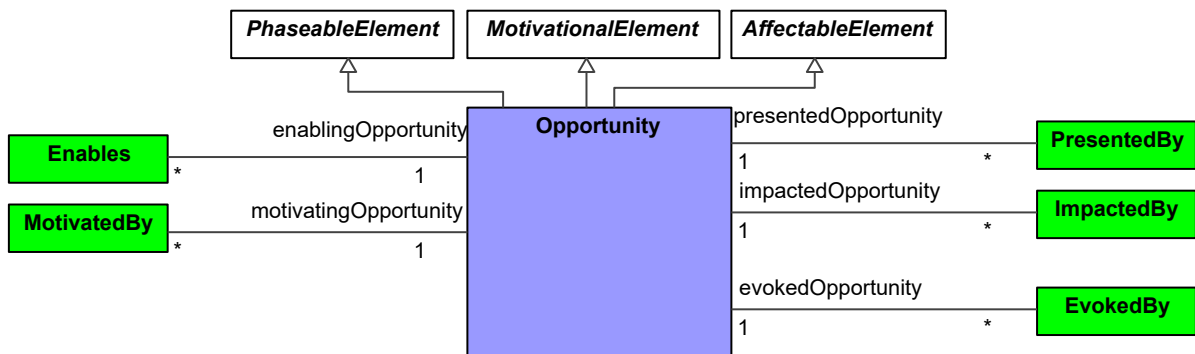 PhaseableElement
MotivationalElement
AffectableElement
Opportunity
enablingOpportunity
Enables
* 1
motivatingOpportunity
MotivatedBy
* 1
presentedOpportunity
PresentedBy
1 *
impactedOpportunity
ImpactedBy
1 *
evokedOpportunity
EvokedBy
1 *